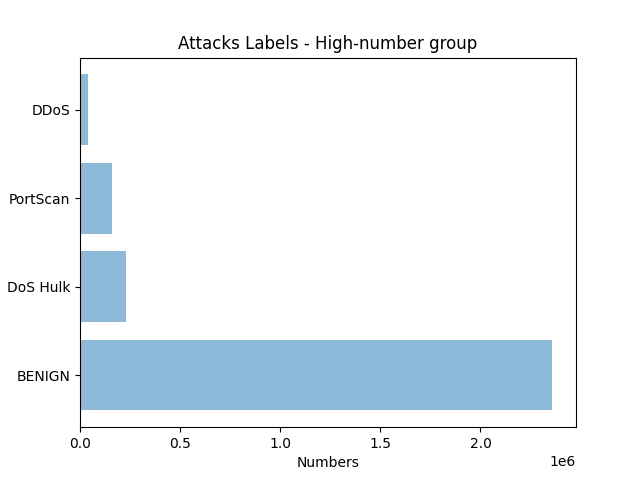 Attacks Labels - High-number group
DDoS
PortScan
DoS Hulk
BENIGN
0.0 0.5 1.0 1.5 2.0
1e6
Numbers